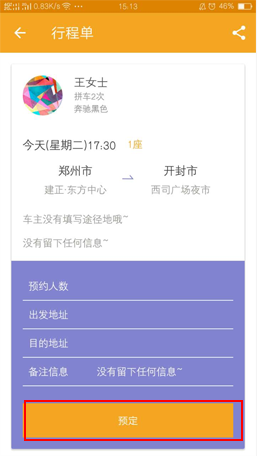 0.83K/s 15:13 46%
行程单
王女士
拼车2次
奔驰黑色
今天(星期二)17:30 1座
郑州市 开封市
建正·东方中心 西司广场夜市
车主没有填写途径地哦~
没有留下任何信息~
预约人数
出发地址
目的地址
备注信息 没有留下任何信息~
预定